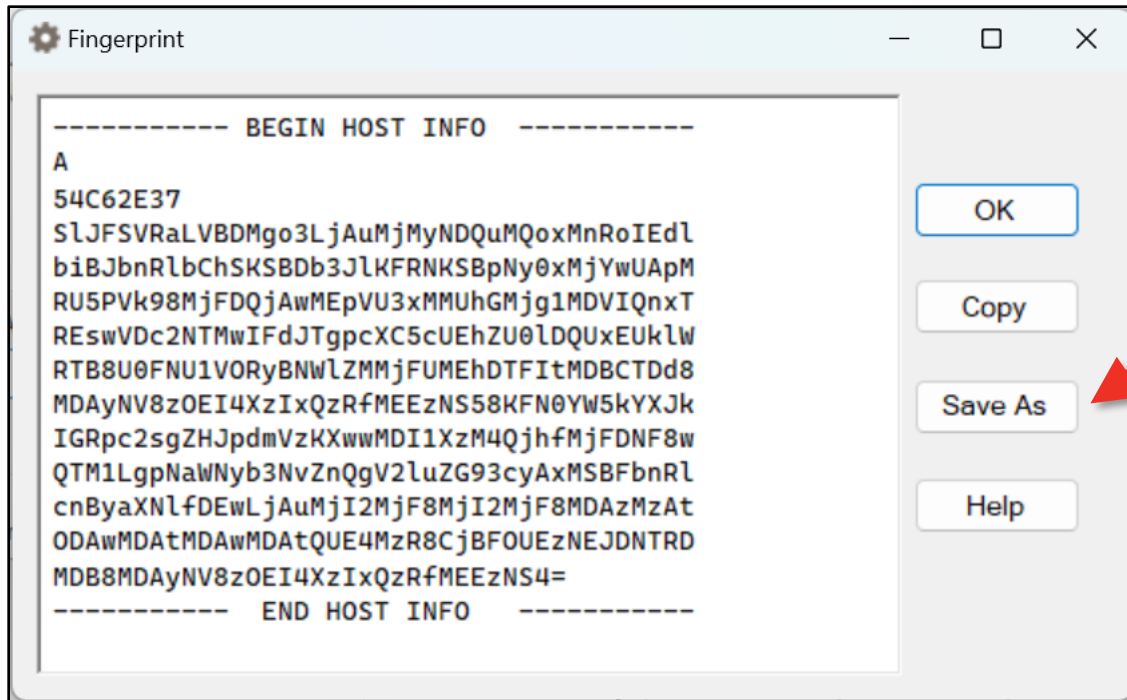 Fingerprint
----------- BEGIN HOST INFO  -----------
A
54C62E37
SlJFSVRaLVBDMgo3LjAuMjMyNDQuMQoxMnRoIEdl
biBJbnRlbChSKSBDb3JlKFRNKSBpNy0xMjYwUApM
RU5PVk98MjFDQjAwMEpVU3xMMUhGMjg1MDVIQnxT
REswVDc2NTMwIFdJTgpcXC5cUEhZU0lDQUxEUklW
RTB8U0FNU1VORyBNWlZMMjFUMEhDTFItMDBCTDd8
MDAyNV8zOEI4XzIxQzRfMEEzNS58KFN0YW5kYXJk
IGRpc2sgZHJpdmVzKXwwMDI1XzM4QjhfMjFDNF8w
QTM1LgpNaWNyb3NvZnQgV2luZG93cyAxMSBFbnRl
cnByaXNlfDEwLjAuMjI2MjF8MjI2MjF8MDAzMzAt
ODAwMDAtMDAwMDAtQUE4MzR8CjBFOUEzNEJDNTRD
MDB8MDAyNV8zOEI4XzIxQzRfMEEzNS4=
-----------  END HOST INFO   -----------
OK
Copy
Save As
Help